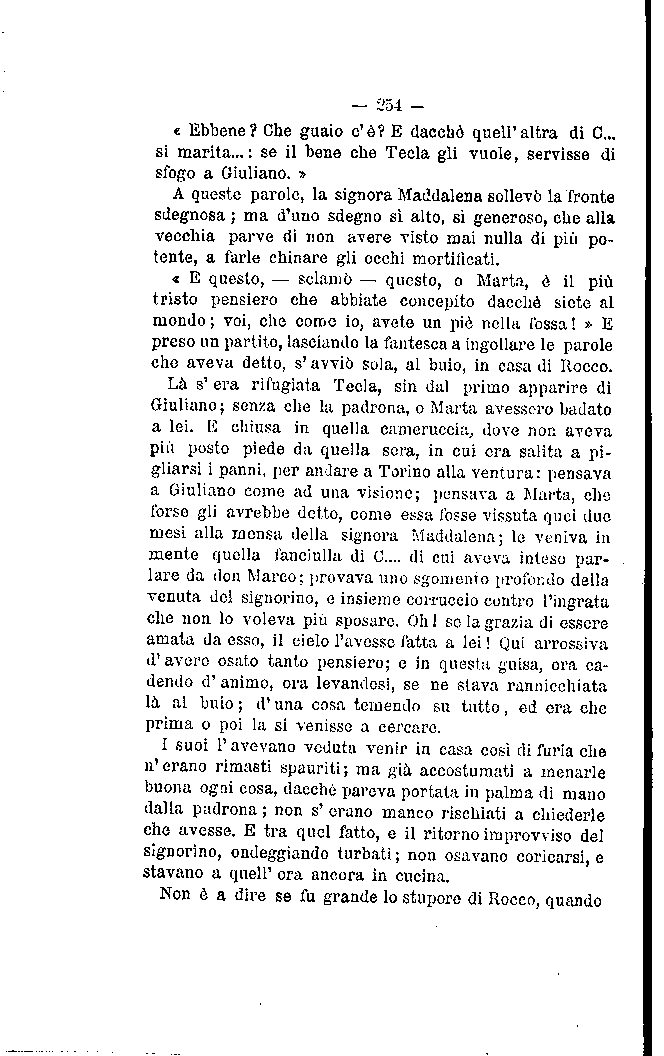 — 254 —
« Ebbene? Che guaio c'è? E dacchè quell'altra di C...
si marita...: se il bene che Tecla gli vuole, servisse di
sfogo a Giuliano. »
A queste parole, la signora Maddalena sollevò la fronte
sdegnosa; ma d'uno sdegno sì alto, sì generoso, che alla
vecchia parve di non avere visto mai nulla di più po-
tente, a farle chinare gli occhi mortificati.
« E questo, — sclamò — questo, o Marta, è il più
tristo pensiero che abbiate concepito dacchè siete al
mondo; voi, che come io, avete un piè nella fossa! » E
preso un partito, lasciando la fantesca a ingollare le parole
che aveva detto, s'avviò sola, al buio, in casa di Rocco.
Là s'era rifugiata Tecla, sin dal primo apparire di
Giuliano; senza che la padrona, o Marta avessero badato
a lei. E chiusa in quella cameruccia, dove non aveva
più posto piede da quella sera, in cui era salita a pi-
gliarsi i panni, per andare a Torino alla ventura: pensava
a Giuliano come ad una visione; pensava a Marta, che
forse gli avrebbe detto, come essa fosse vissuta quei due
mesi alla mensa della signora Maddalena; le veniva in
mente quella fanciulla di C.... di cui aveva inteso par-
lare da don Marco; provava uno sgomento profondo della
venuta del signorino, e insieme corruccio contro l'ingrata
che non lo voleva più sposare. Oh! se la grazia di essere
amata da esso, il cielo l'avesse fatta a lei! Qui arrossiva
d'avere osato tanto pensiero; e in questa guisa, ora ca-
dendo d'animo, ora levandosi, se ne stava rannicchiata
là al buio; d'una cosa temendo su tutto, ed era che
prima o poi la si venisse a cercare.
I suoi l'avevano veduta venir in casa così di furia che
n'erano rimasti spauriti; ma già accostumati a menarle
buona ogni cosa, dacchè pareva portata in palma di mano
dalla padrona; non s'erano manco rischiati a chiederle
che avesse. E tra quel fatto, e il ritorno improvviso del
signorino, ondeggiando turbati; non osavano coricarsi, e
stavano a quell'ora ancora in cucina.
Non è a dire se fu grande lo stupore di Rocco, quando